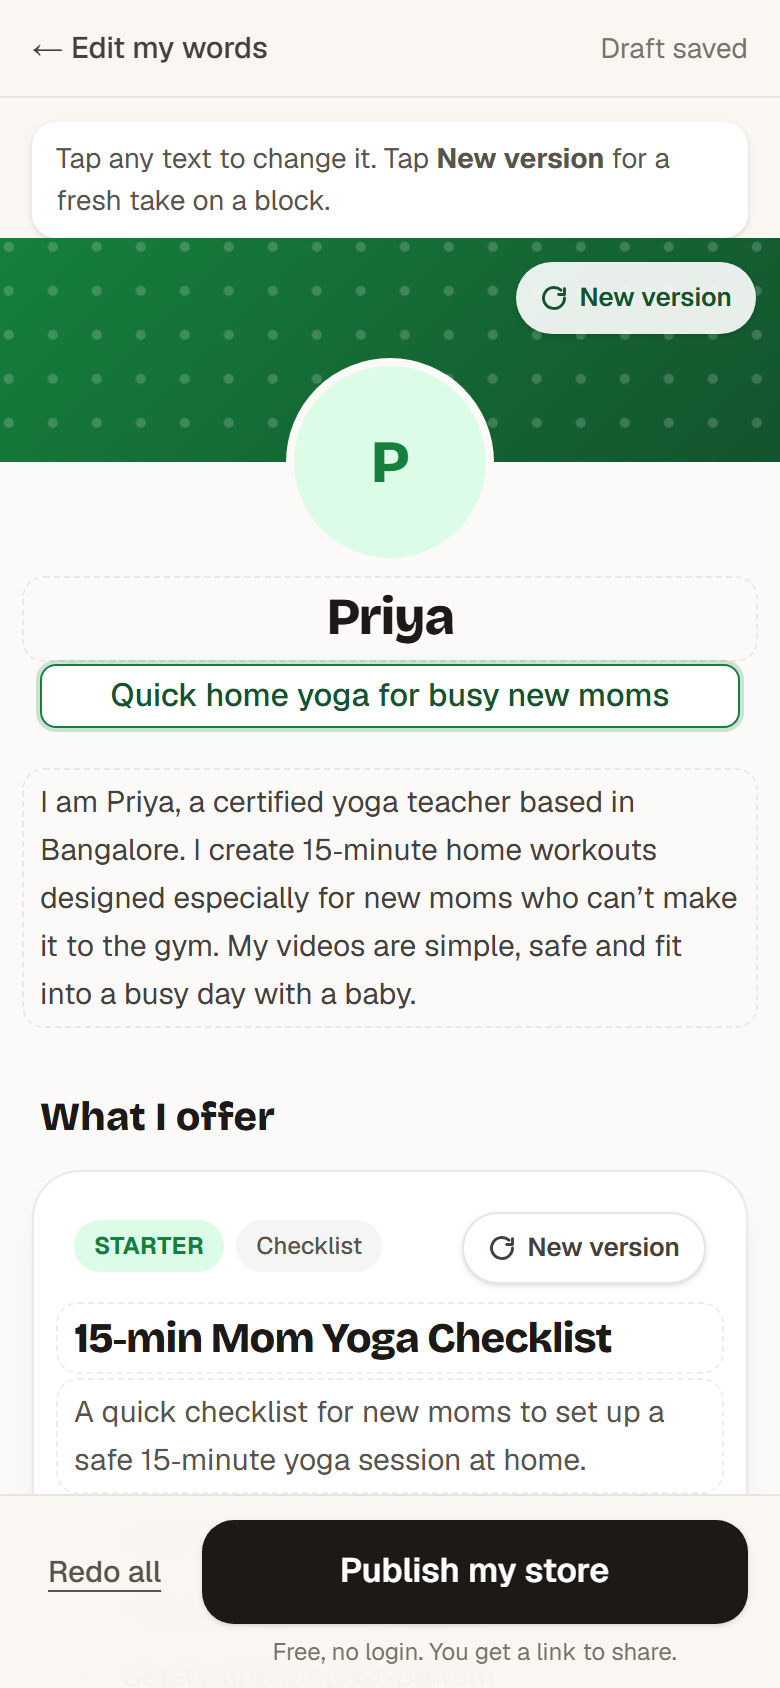 ← Edit my words
Draft saved
Tap any text to change it. Tap New version for a
fresh take on a block.
New version
P
Priya
Quick home yoga for busy new moms
I am Priya, a certified yoga teacher based in
Bangalore. I create 15-minute home workouts
designed especially for new moms who can’t make
it to the gym. My videos are simple, safe and fit
into a busy day with a baby.
What I offer
STARTER
Checklist
New version
15-min Mom Yoga Checklist
A quick checklist for new moms to set up a
safe 15-minute yoga session at home.
Redo all
Publish my store
Free, no login. You get a link to share.